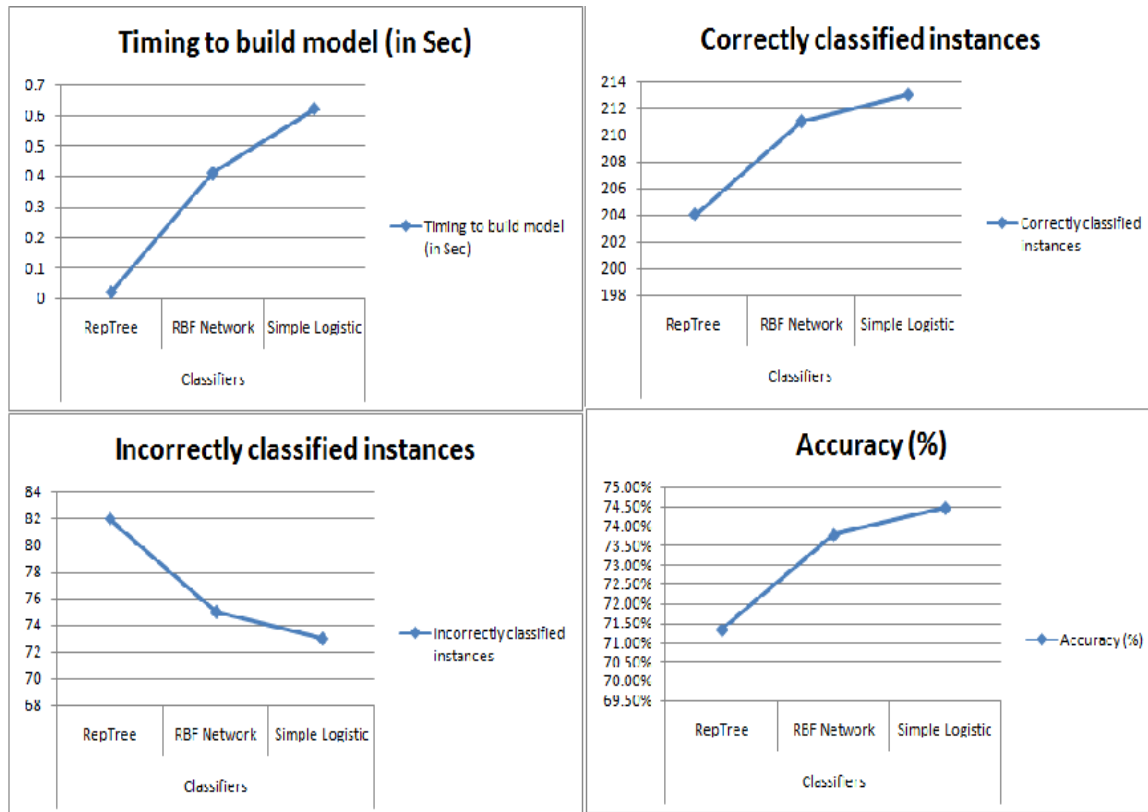 Timing to build model (in Sec)
0.7
0.6
0.5
0.4
0.3
0.2
0.1
0
RepTree
RBF Network
Simple Logistic
Classifiers
Timing to build model
(in Sec)
Correctly classified instances
214
212
210
208
206
204
202
200
198
RepTree
RBF Network
Simple Logistic
Classifiers
Correctly classified
instances
Incorrectly classified instances
84
82
80
78
76
74
72
70
68
RepTree
RBF Network
Simple Logistic
Classifiers
Incorrectly classified
instances
Accuracy (%)
75.00%
74.50%
74.00%
73.50%
73.00%
72.50%
72.00%
71.50%
71.00%
70.50%
70.00%
69.50%
RepTree
RBF Network
Simple Logistic
Classifiers
Accuracy (%)